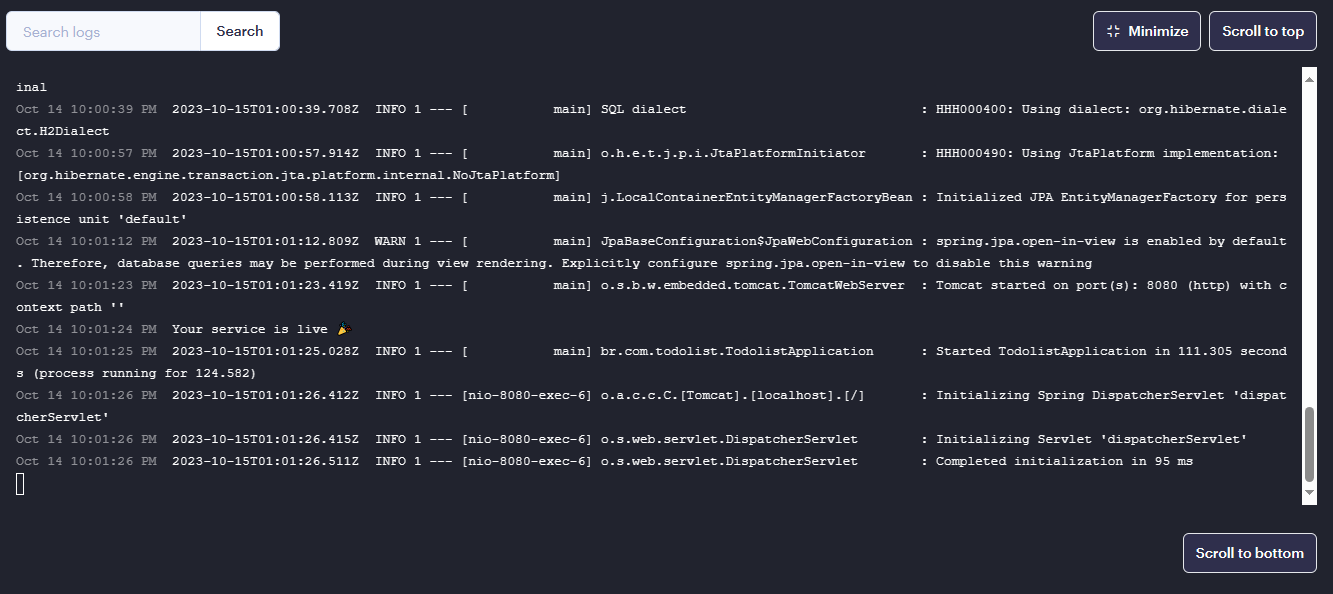 Search logs Search Minimize Scroll to top
inal
Oct 14 10:00:39 PM 2023-10-15T01:00:39.708Z INFO 1 --- [ main] SQL dialect : HHH000400: Using dialect: org.hibernate.diale
ct.H2Dialect
Oct 14 10:00:57 PM 2023-10-15T01:00:57.914Z INFO 1 --- [ main] o.h.e.t.j.p.i.JtaPlatformInitiator : HHH000490: Using JtaPlatform implementation:
[org.hibernate.engine.transaction.jta.platform.internal.NoJtaPlatform]
Oct 14 10:00:58 PM 2023-10-15T01:00:58.113Z INFO 1 --- [ main] j.LocalContainerEntityManagerFactoryBean : Initialized JPA EntityManagerFactory for pers
istence unit 'default'
Oct 14 10:01:12 PM 2023-10-15T01:01:12.809Z WARN 1 --- [ main] JpaBaseConfiguration$JpaWebConfiguration : spring.jpa.open-in-view is enabled by default
. Therefore, database queries may be performed during view rendering. Explicitly configure spring.jpa.open-in-view to disable this warning
Oct 14 10:01:23 PM 2023-10-15T01:01:23.419Z INFO 1 --- [ main] o.s.b.w.embedded.tomcat.TomcatWebServer : Tomcat started on port(s): 8080 (http) with c
ontext path ''
Oct 14 10:01:24 PM Your service is live 🎉
Oct 14 10:01:25 PM 2023-10-15T01:01:25.028Z INFO 1 --- [ main] br.com.todolist.TodolistApplication : Started TodolistApplication in 111.305 second
s (process running for 124.582)
Oct 14 10:01:26 PM 2023-10-15T01:01:26.412Z INFO 1 --- [nio-8080-exec-6] o.a.c.c.C.[Tomcat].[localhost].[/] : Initializing Spring DispatcherServlet 'dispat
cherServlet'
Oct 14 10:01:26 PM 2023-10-15T01:01:26.415Z INFO 1 --- [nio-8080-exec-6] o.s.web.servlet.DispatcherServlet : Initializing Servlet 'dispatcherServlet'
Oct 14 10:01:26 PM 2023-10-15T01:01:26.511Z INFO 1 --- [nio-8080-exec-6] o.s.web.servlet.DispatcherServlet : Completed initialization in 95 ms
Scroll to bottom